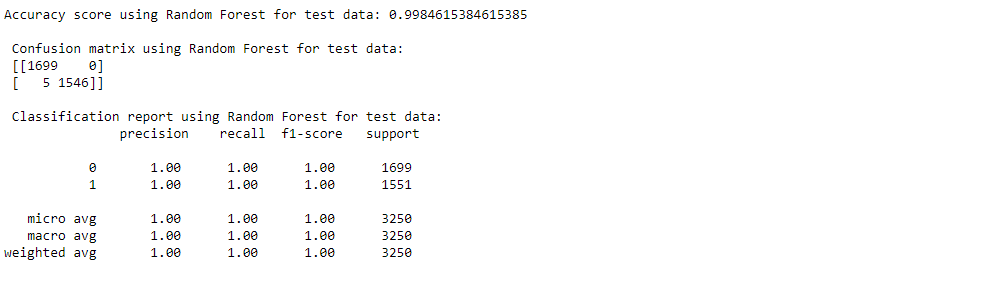 Accuracy score using Random Forest for test data: 0.9984615384615385
Confusion matrix using Random Forest for test data:
[[1699    0]
[   5 1546]]
Classification report using Random Forest for test data:
precision    recall  f1-score   support
0       1.00      1.00      1.00      1699
1       1.00      1.00      1.00      1551
micro avg       1.00      1.00      1.00      3250
macro avg       1.00      1.00      1.00      3250
weighted avg       1.00      1.00      1.00      3250